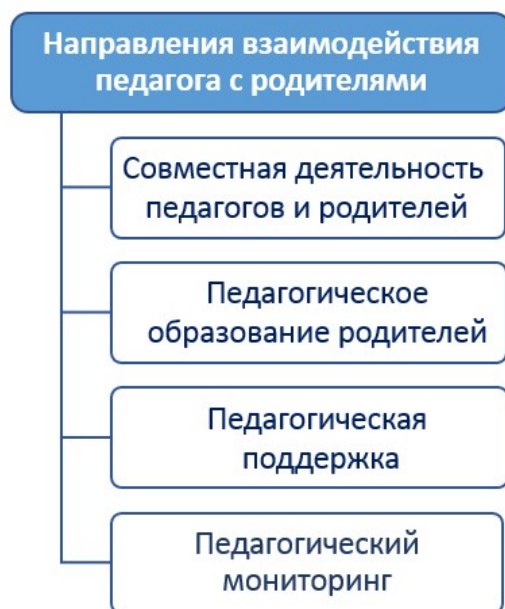 Направления взаимодействия
педагога с родителями
Совместная деятельность
педагогов и родителей
Педагогическое
образование родителей
Педагогическая
поддержка
Педагогический
мониторинг